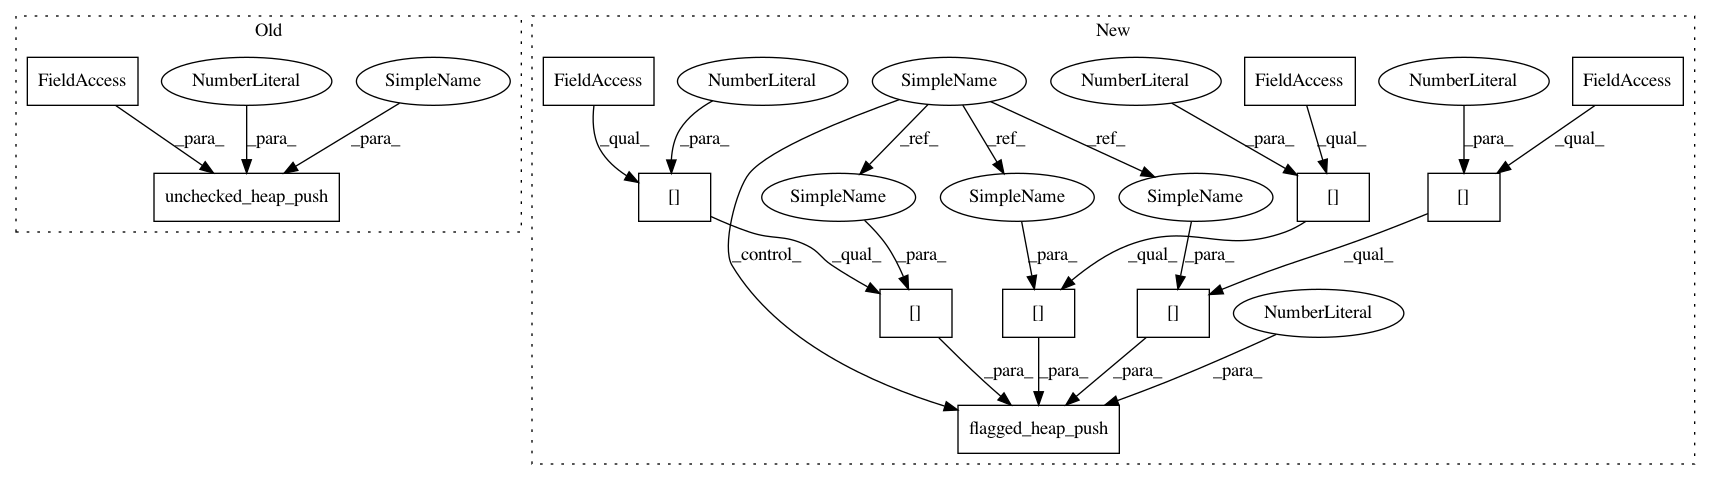 Old
New
FieldAccess
NumberLiteral
SimpleName
FieldAccess
NumberLiteral
SimpleName
NumberLiteral
FieldAccess
NumberLiteral
FieldAccess
_para_
_para_
_para_
_qual_
_para_
_ref_
_ref_
_ref_
_para_
_qual_
_para_
_qual_
unchecked_heap_push
[]
SimpleName
SimpleName
SimpleName
[]
[]
_control_
_qual_
_para_
_para_
_qual_
_para_
_qual_
[]
[]
[]
NumberLiteral
_para_
_para_
_para_
_para_
flagged_heap_push